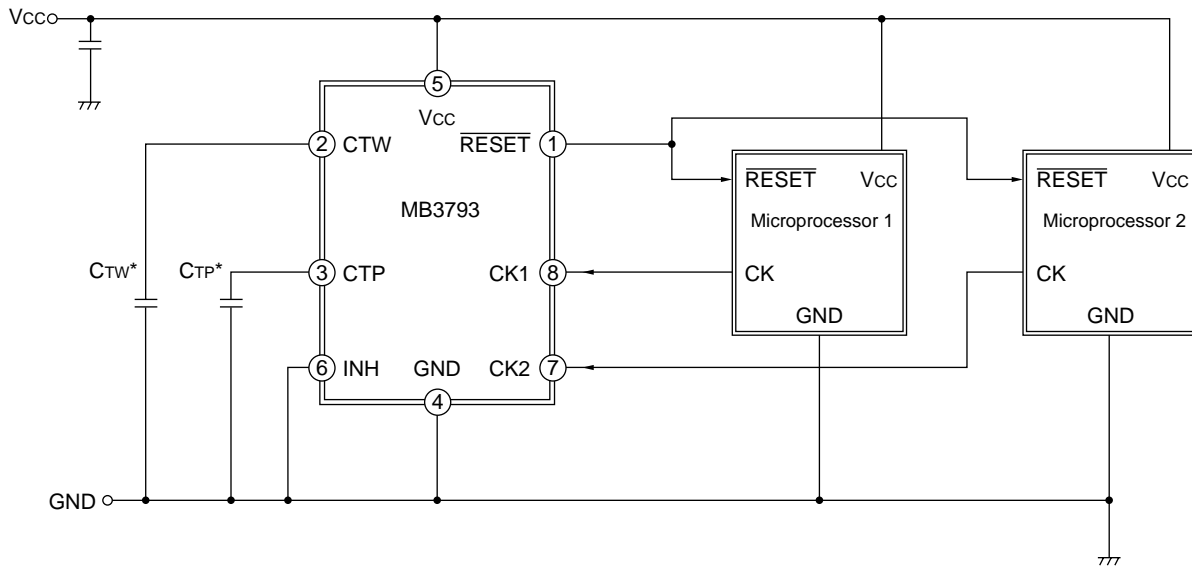 VCC
5
VCC
2 CTW
RESET 1
RESET VCC
RESET VCC
MB3793
Microprocessor 1
Microprocessor 2
CTW*
CTP*
3 CTP
CK1 8
CK
CK
GND
GND
6 INH
GND
CK2 7
4
GND